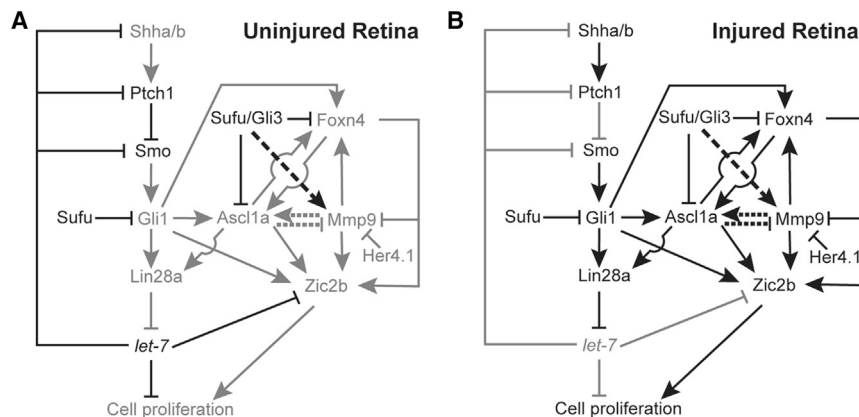 A
Uninjured Retina
Shha/b
Ptch1
Sufu/Gli3
Foxn4
Smo
Sufu
Gli1
Ascl1a
Mmp9
Her4.1
Lin28a
Zic2b
let-7
Cell proliferation
B
Injured Retina
Shha/b
Ptch1
Sufu/Gli3
Foxn4
Smo
Sufu
Gli1
Ascl1a
Mmp9
Her4.1
Lin28a
Zic2b
let-7
Cell proliferation